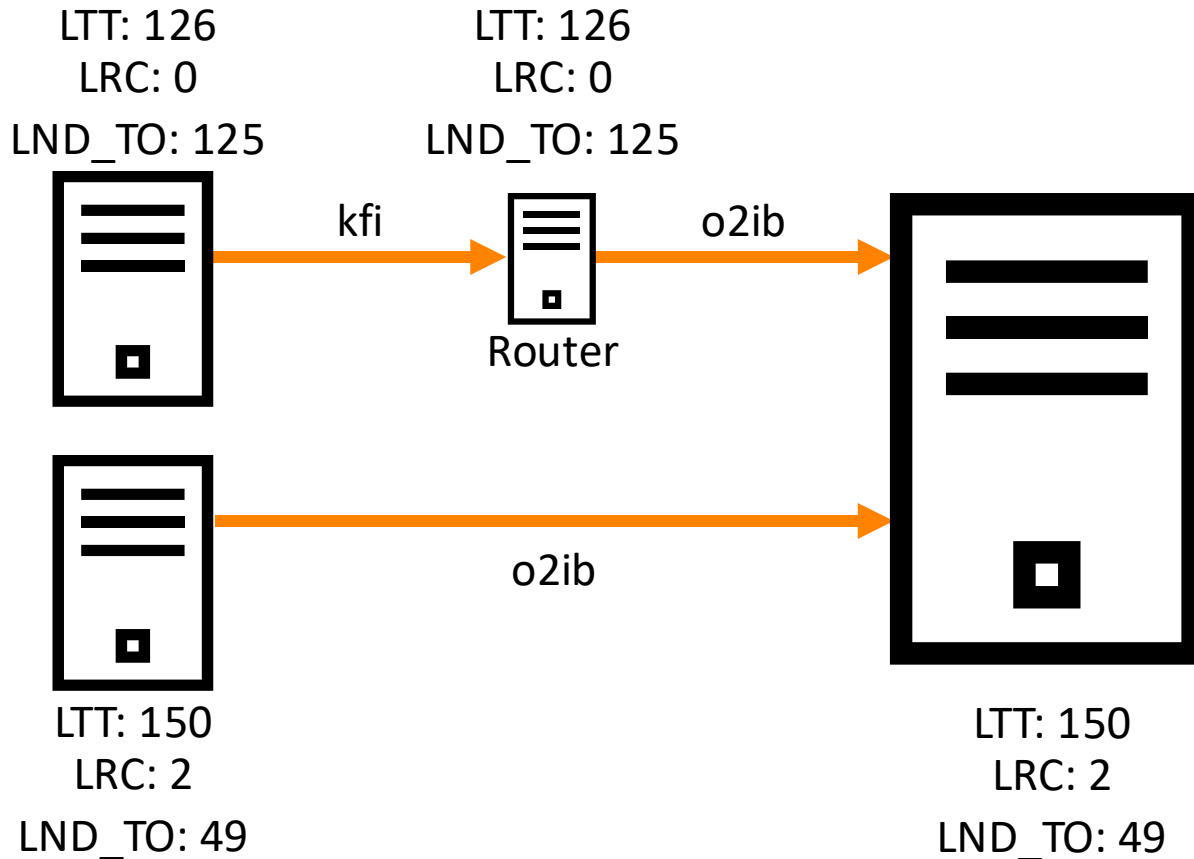 LTT: 126
LRC: 0
LND_TO: 125
LTT: 126
LRC: 0
LND_TO: 125
kfi
o2ib
Router
o2ib
LTT: 150
LRC: 2
LND_TO: 49
LTT: 150
LRC: 2
LND_TO: 49